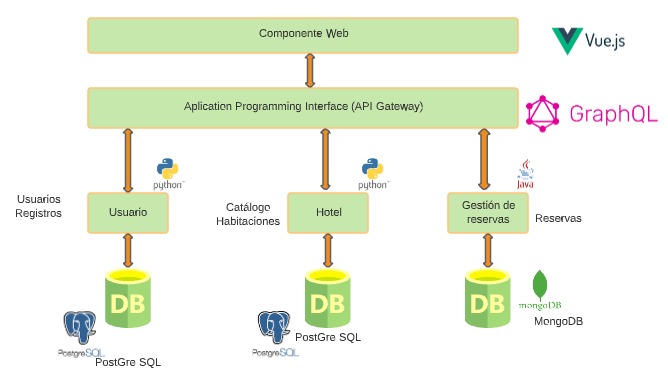 Componente Web
Vue.js
Aplication Programming Interface (API Gateway)
GraphQL
python
python
Java
Usuarios
Registros
Usuario
Catálogo
Habitaciones
Hotel
Gestión de
reservas
Reservas
DB
DB
DB
mongoDB
MongoDB
PostgreSQL
PostGre SQL
PostgreSQL
PostGre SQL